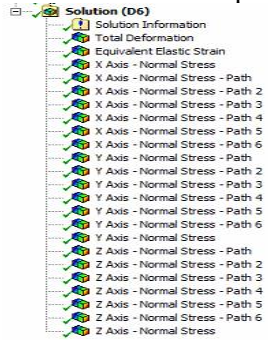 Solution (D6)
Solution Information
Total Deformation
Equivalent Elastic Strain
X Axis - Normal Stress
X Axis - Normal Stress - Path
X Axis - Normal Stress - Path 2
X Axis - Normal Stress - Path 3
X Axis - Normal Stress - Path 4
X Axis - Normal Stress - Path 5
X Axis - Normal Stress - Path 6
Y Axis - Normal Stress - Path
Y Axis - Normal Stress - Path 2
Y Axis - Normal Stress - Path 3
Y Axis - Normal Stress - Path 4
Y Axis - Normal Stress - Path 5
Y Axis - Normal Stress - Path 6
Y Axis - Normal Stress
Z Axis - Normal Stress - Path
Z Axis - Normal Stress - Path 2
Z Axis - Normal Stress - Path 3
Z Axis - Normal Stress - Path 4
Z Axis - Normal Stress - Path 5
Z Axis - Normal Stress - Path 6
Z Axis - Normal Stress